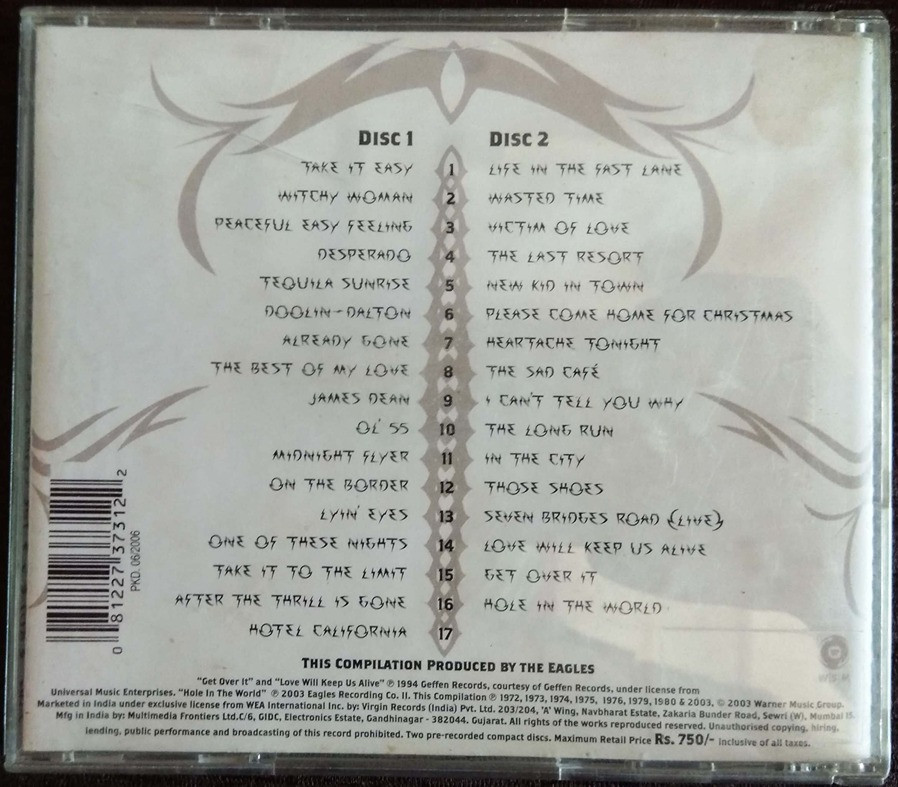 DISC 1 DISC 2
TAKE IT EASY 1 LIFE IN THE FAST LANE
WITCHY WOMAN 2 WASTED TIME
PEACEFUL EASY FEELING 3 VICTIM OF LOVE
DESPERADO 4 THE LAST RESORT
TEQUILA SUNRISE 5 NEW KID IN TOWN
DOOLIN-DALTON 6 PLEASE COME HOME FOR CHRISTMAS
ALREADY GONE 7 HEARTACHE TONIGHT
THE BEST OF MY LOVE 8 THE SAD CAFÉ
JAMES DEAN 9 I CAN'T TELL YOU WHY
OL' 55 10 THE LONG RUN
MIDNIGHT FLYER 11 IN THE CITY
ON THE BORDER 12 THOSE SHOES
LYIN' EYES 13 SEVEN BRIDGES ROAD (LIVE)
ONE OF THESE NIGHTS 14 LOVE WILL KEEP US ALIVE
TAKE IT TO THE LIMIT 15 GET OVER IT
AFTER THE THRILL IS GONE 16 HOLE IN THE WORLD
HOTEL CALIFORNIA 17
0 81227 37312 2
PKD. 06/2006
THIS COMPILATION PRODUCED BY THE EAGLES
"Get Over It" and "Love Will Keep Us Alive" ℗ 1994 Geffen Records, courtesy of Geffen Records, under license from
Universal Music Enterprises. "Hole In The World" ℗ 2003 Eagles Recording Co. II. This Compilation ℗ 1972, 1973, 1974, 1975, 1976, 1979, 1980 & 2003, © 2003 Warner Music Group.
Marketed in India under exclusive license from WEA International Inc. by: Virgin Records (India) Pvt. Ltd. 203/204, 'A' Wing, Navbharat Estate, Zakaria Bunder Road, Sewri (W), Mumbai 15.
Mfg in India by: Multimedia Frontiers Ltd.C/6, GIDC, Electronics Estate, Gandhinagar - 382044. Gujarat. All rights of the works reproduced reserved. Unauthorised copying, hiring,
lending, public performance and broadcasting of this record prohibited. Two pre-recorded compact discs. Maximum Retail Price Rs. 750/- inclusive of all taxes.